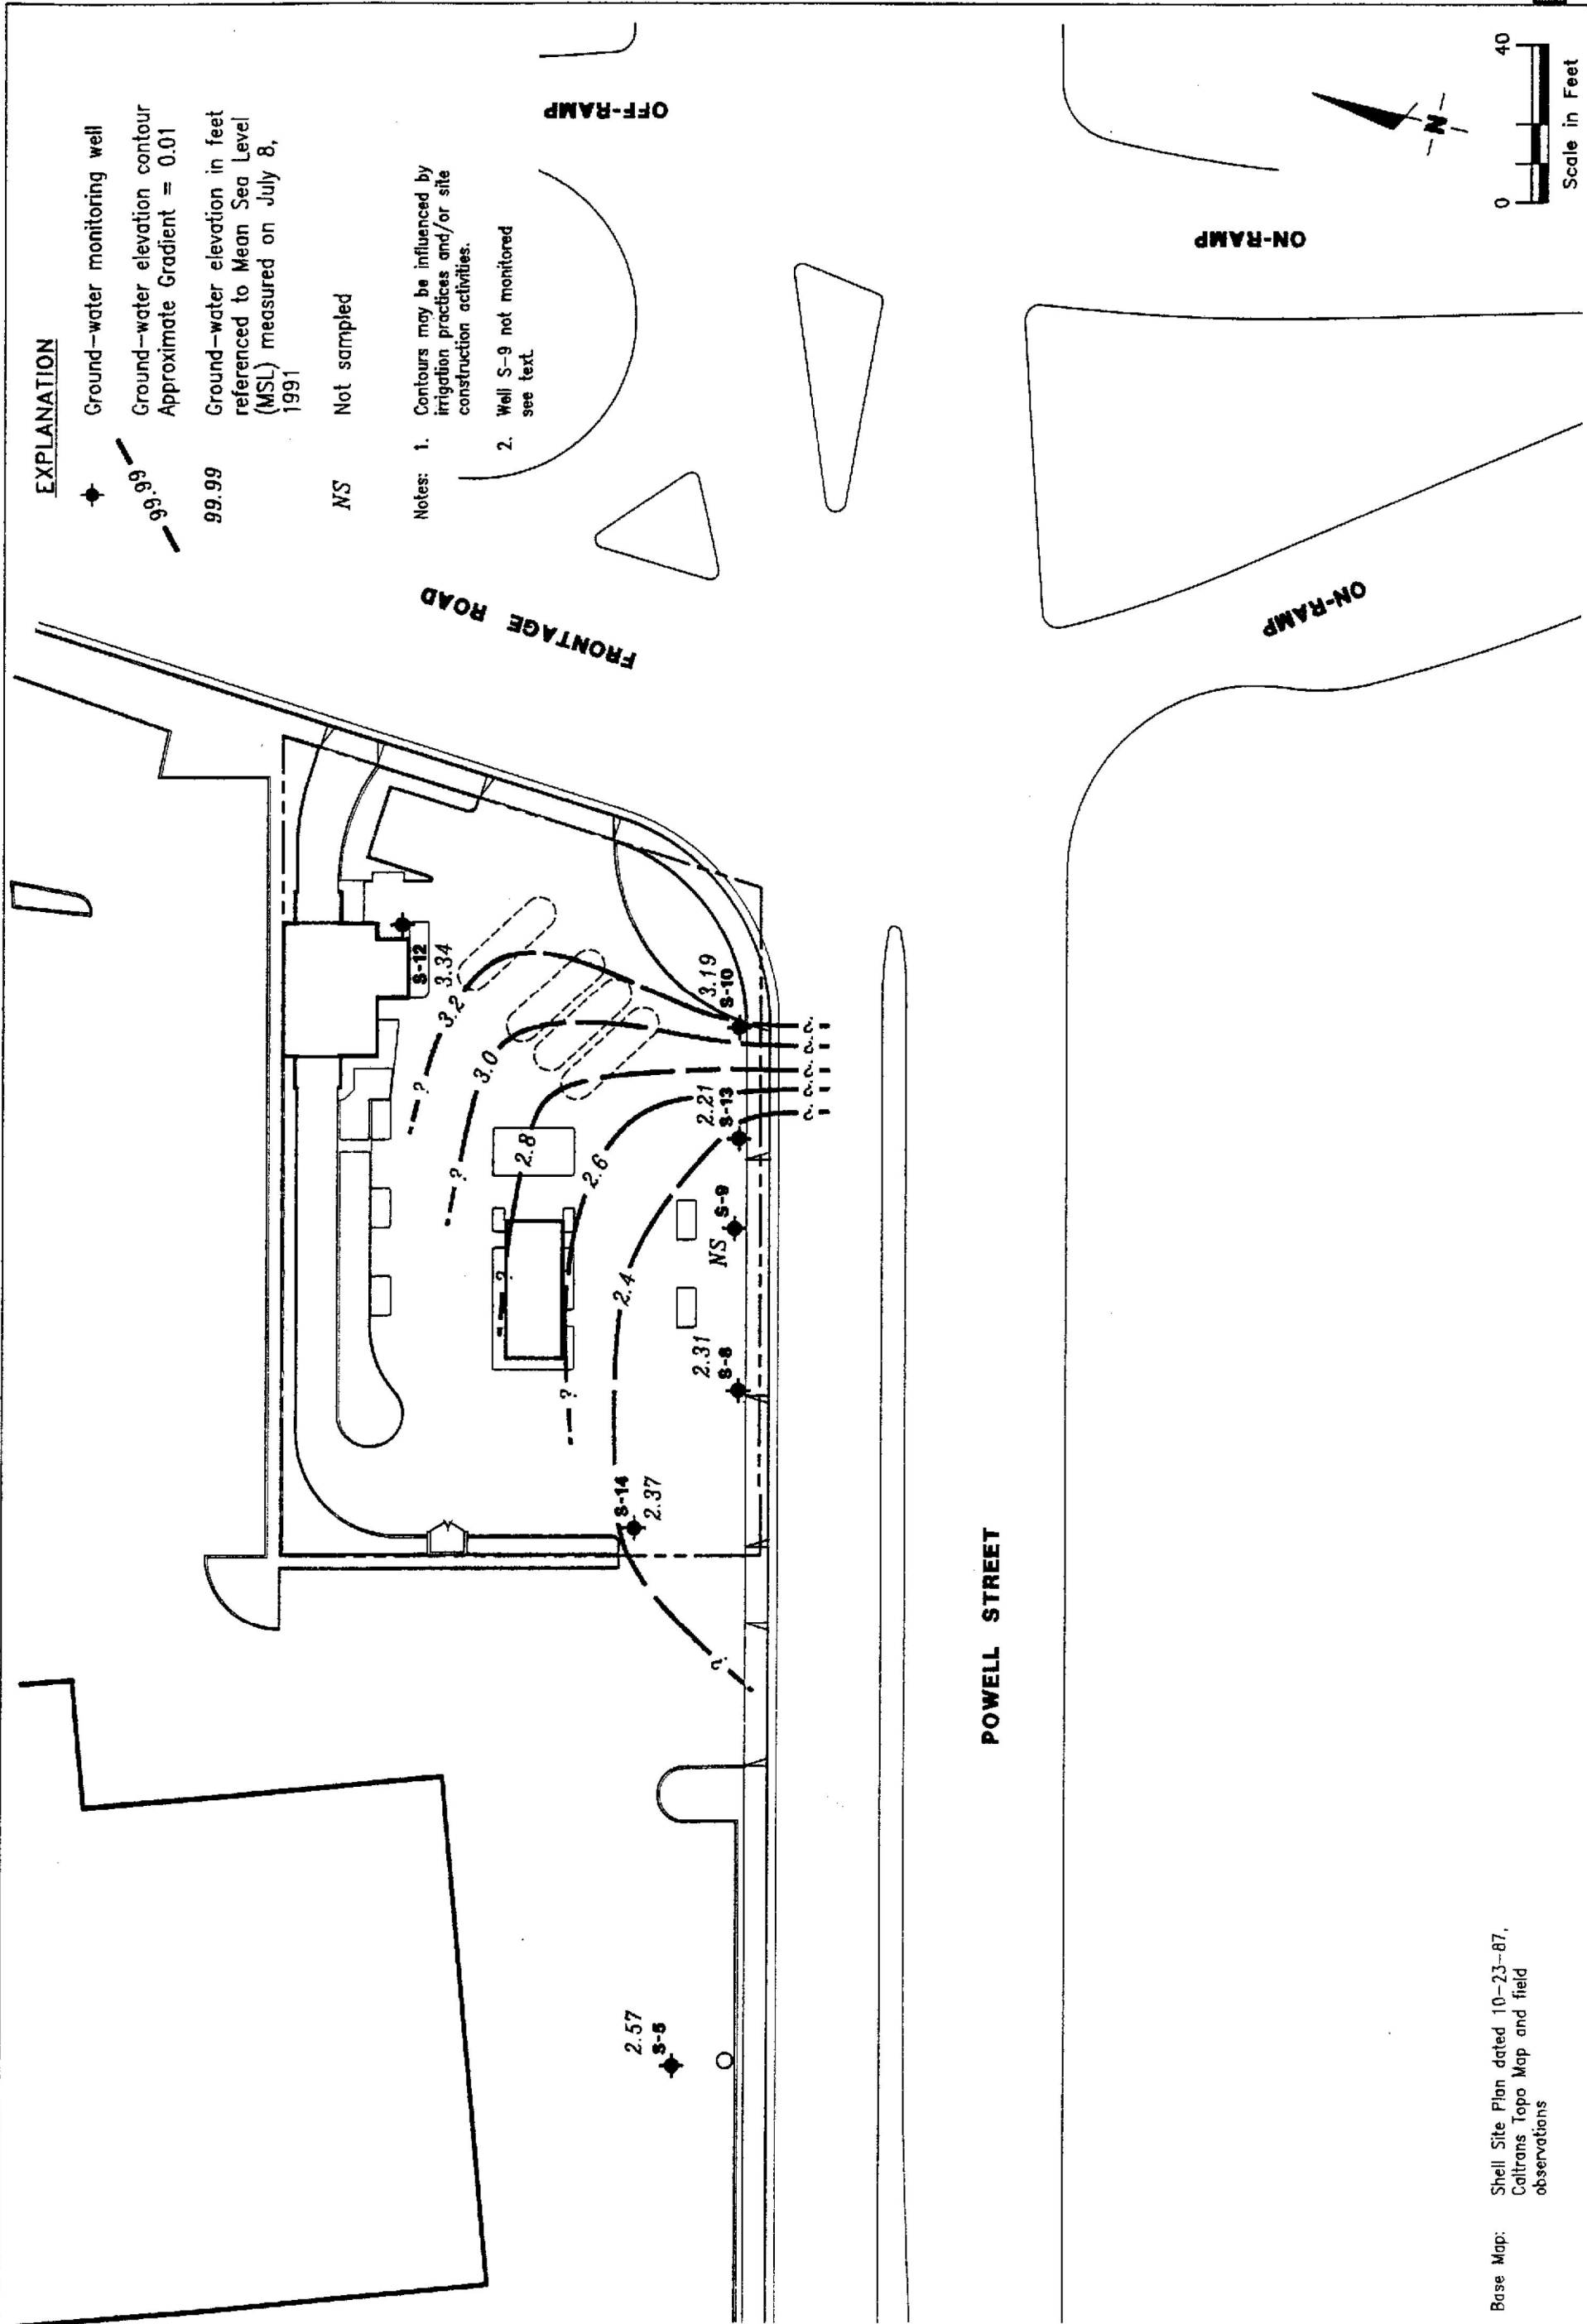 EXPLANATION
Ground-water monitoring well
99.99
Ground-water elevation contour
Approximate Gradient = 0.01
99.99
Ground-water elevation in feet
referenced to Mean Sea Level
(MSL) measured on July 8,
1991
NS
Not sampled
Notes: 1. Contours may be influenced by
irrigation practices and/or site
construction activities.
2. Well S-9 not monitored
see text.
OFF-RAMP
FRONTAGE ROAD
ON-RAMP
ON-RAMP
S-12
3.34
3.2
?
3.0
?
2.8
?
2.6
?
2.4
?
3.19
S-10
2.21
S-13
NS
S-9
2.31
S-8
S-14
2.37
2.57
S-5
?
?
?
?
?
POWELL STREET
N
0
40
Scale in Feet
Base Map: Shell Site Plan dated 10-23-87,
Caltrans Topo Map and field
observations